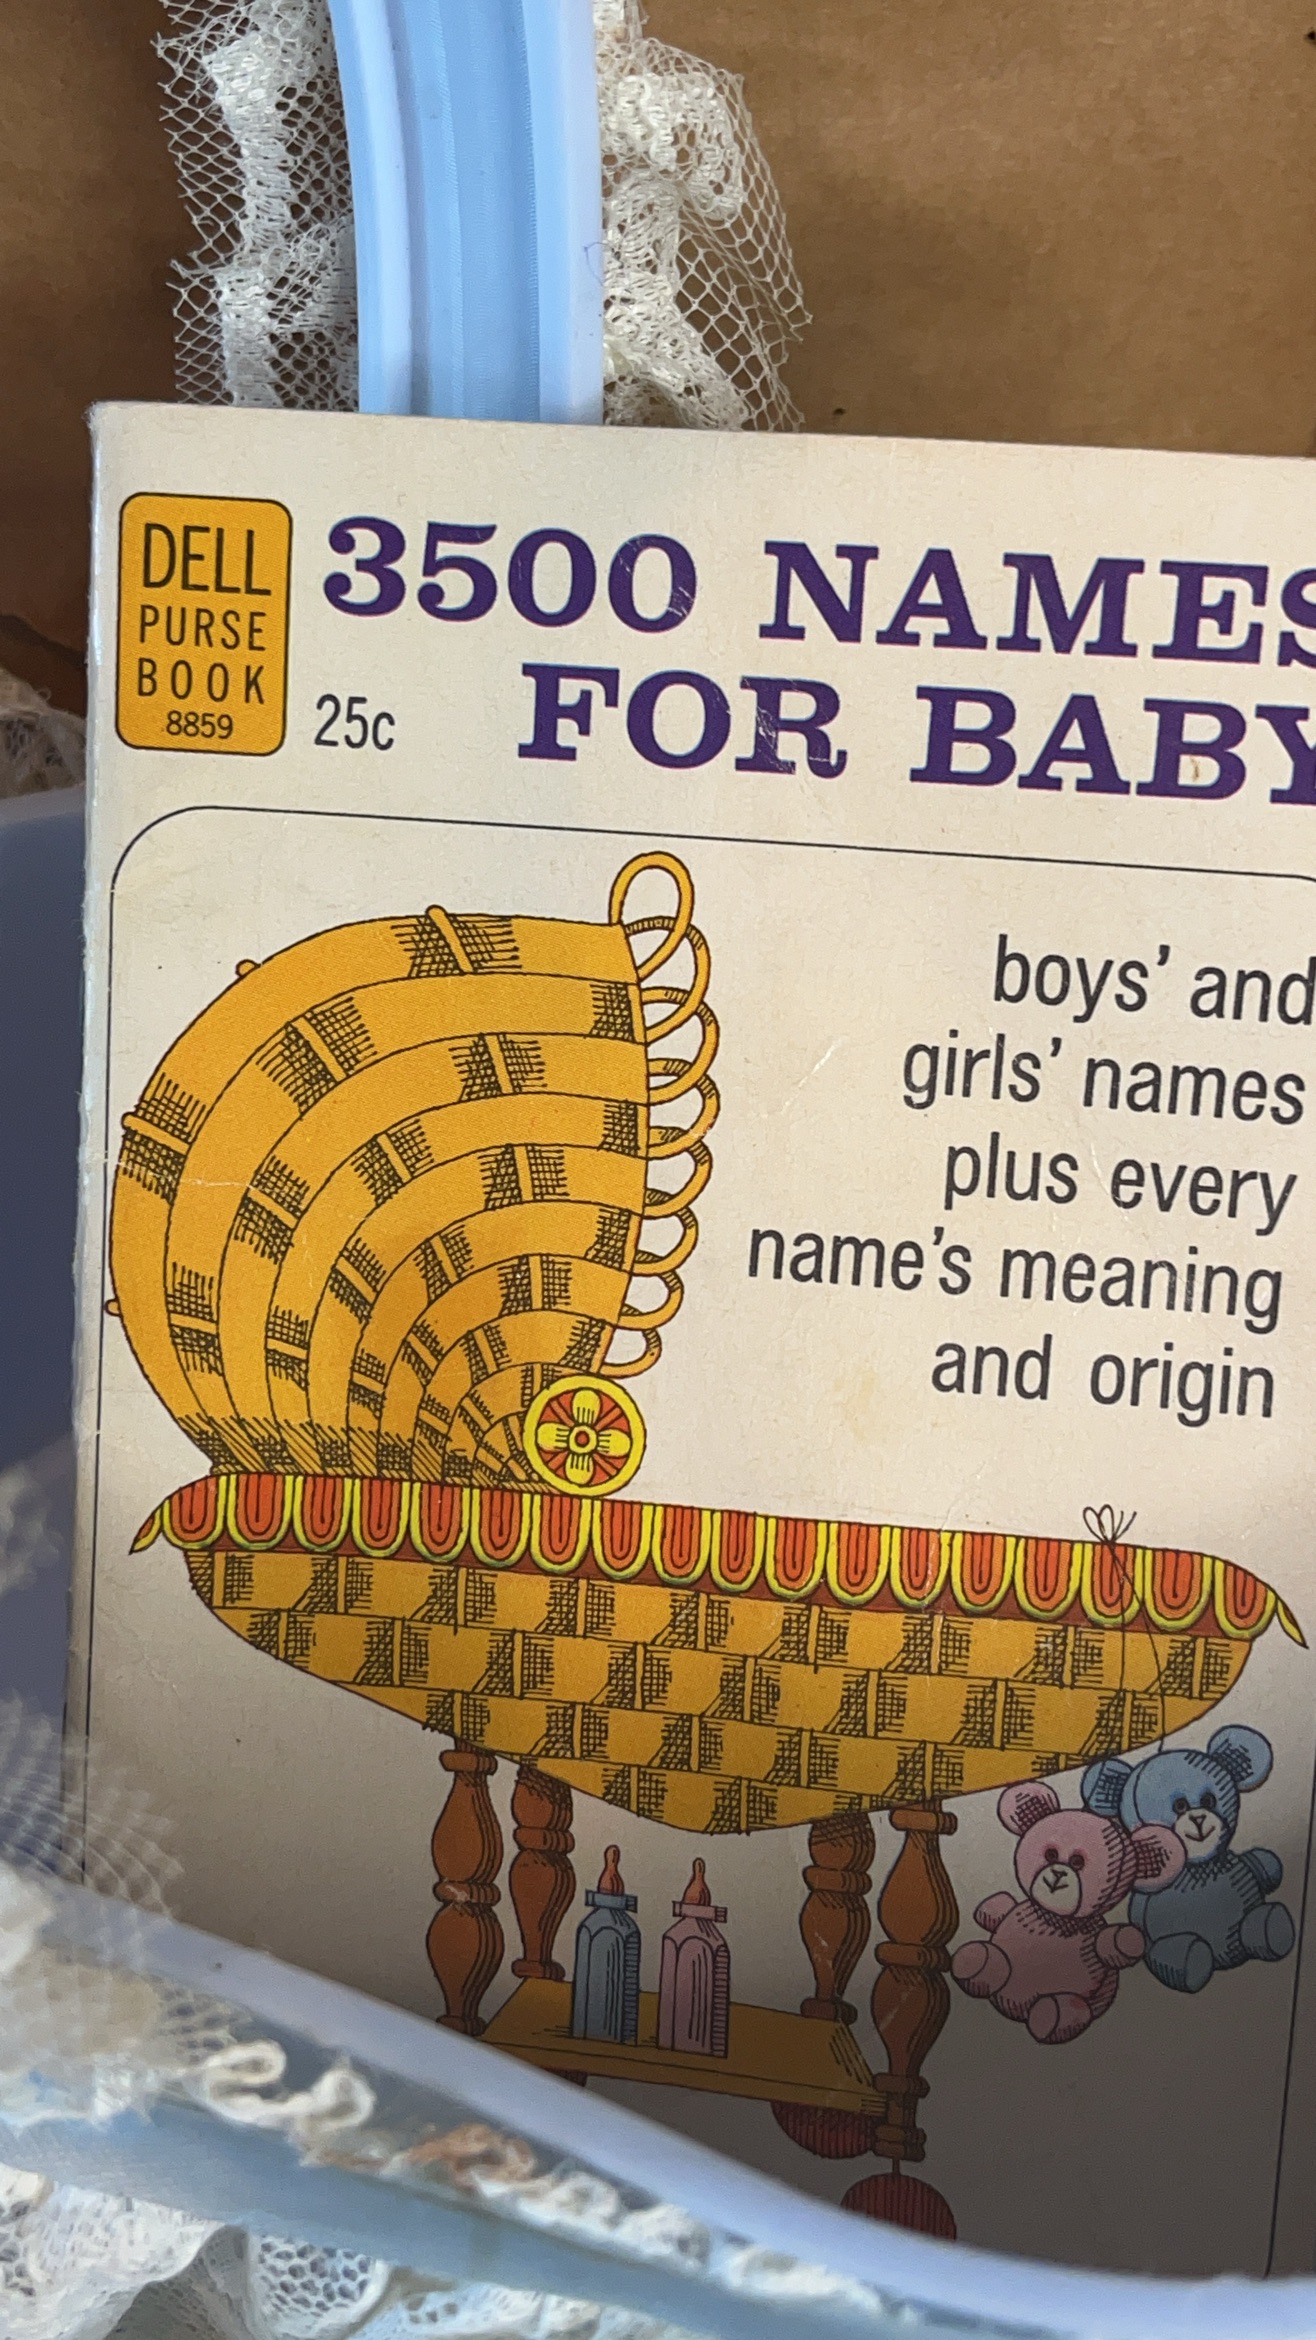 DELL
PURSE
BOOK
8859
25c
3500 NAMES
FOR BABY
boys' and
girls' names
plus every
name's meaning
and origin